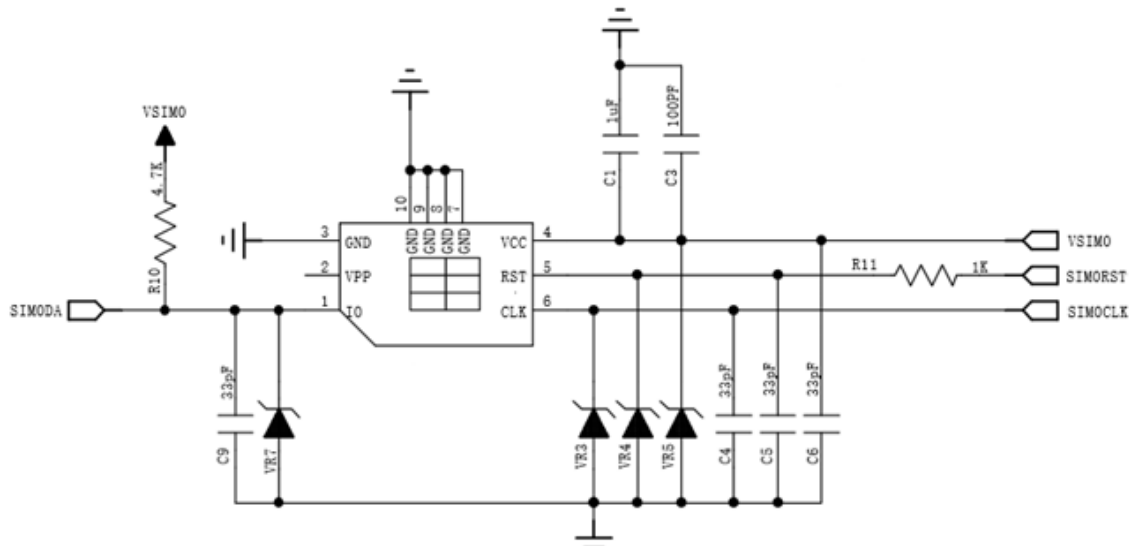 VSIMO
4.7K
R10
SIMODA
33pF
C9
VR7
10
9
8
7
GND
GND
GND
GND
3
GND
2
VPP
1
IO
VCC
4
RST
5
CLK
6
1uF
C1
100PF
C3
VSIMO
R11
1K
SIMORST
SIMOCLK
VR3
VR4
VR5
33pF
C4
33pF
C5
33pF
C6